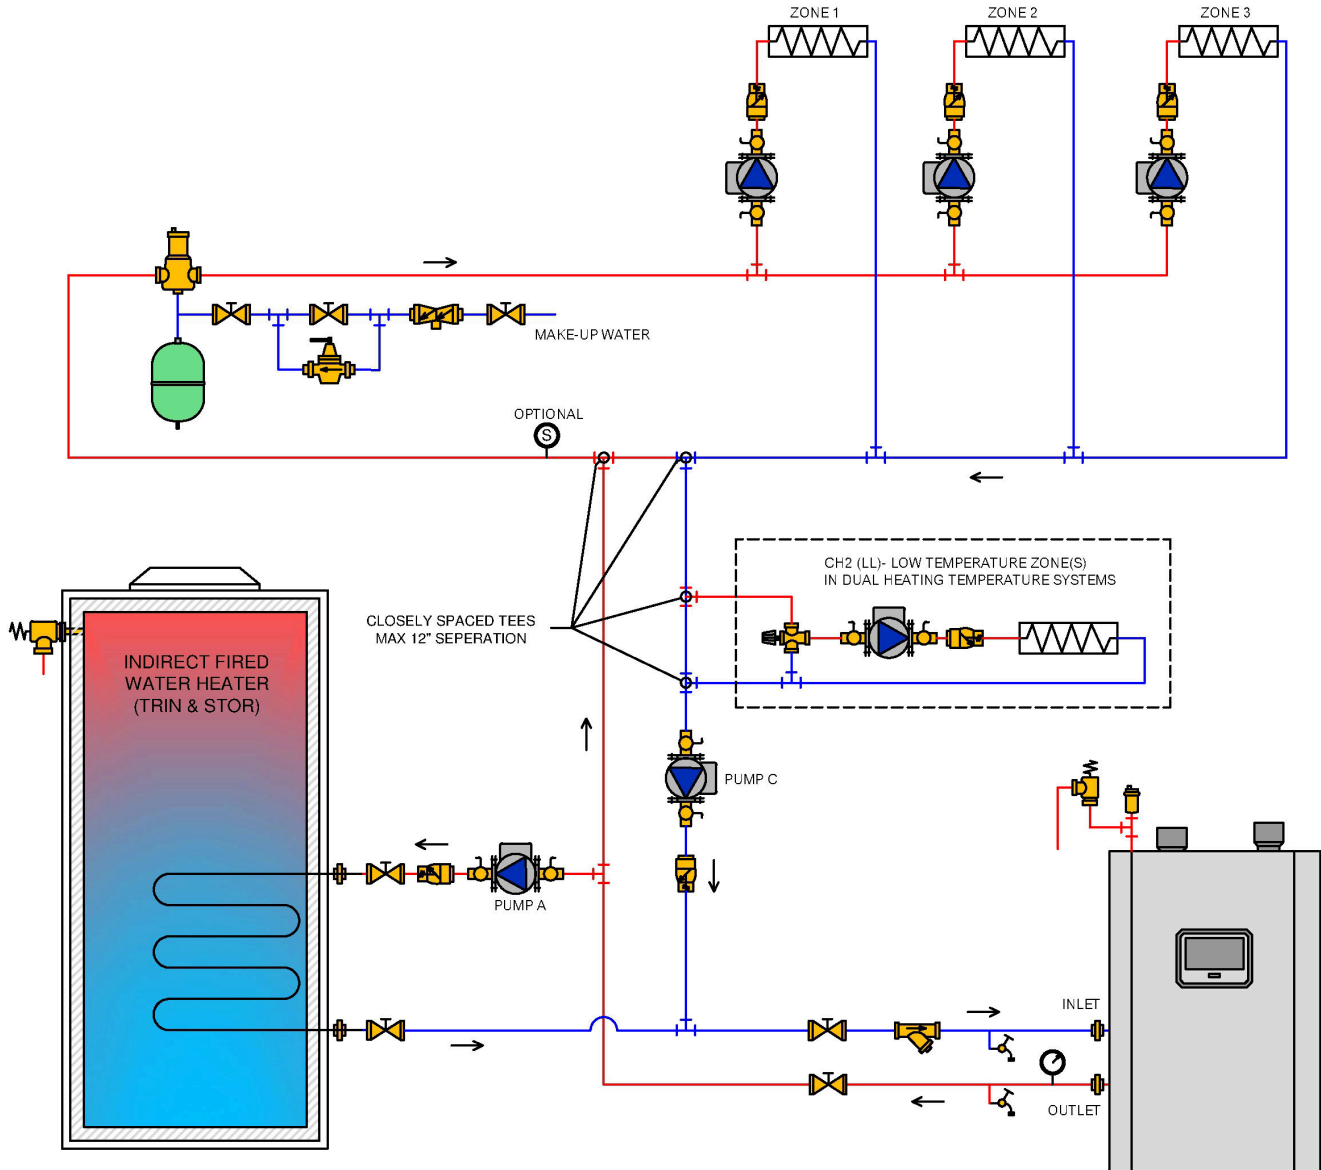 ZONE 1
ZONE 2
ZONE 3
MAKE-UP WATER
OPTIONAL
S
CH2 (LL)- LOW TEMPERATURE ZONE(S)
IN DUAL HEATING TEMPERATURE SYSTEMS
CLOSELY SPACED TEES
MAX 12" SEPERATION
INDIRECT FIRED
WATER HEATER
(TRIN & STOR)
PUMP C
PUMP A
INLET
OUTLET